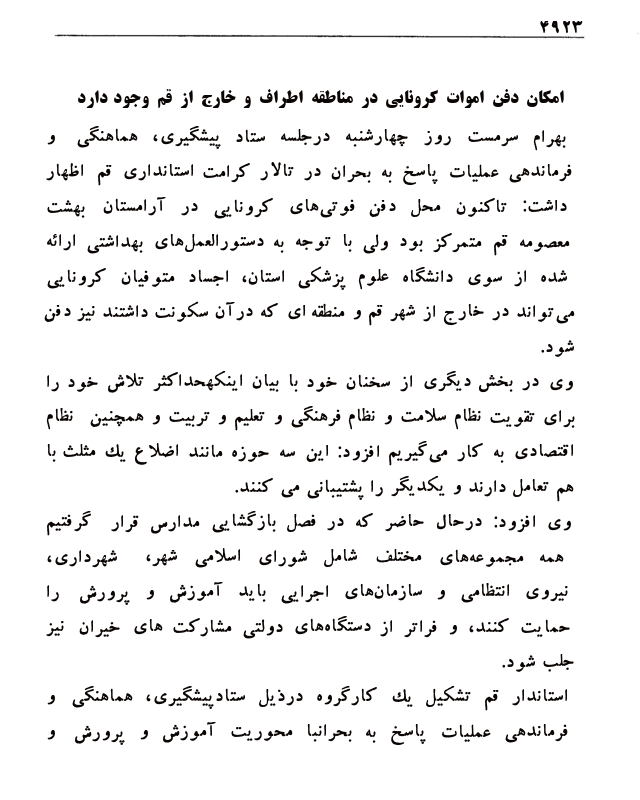 ۴۹۲۳
امکان دفن اموات کرونایی در مناطقه اطراف و خارج از قم وجود دارد
بهرام سرمست روز چهارشنبه درجلسه ستاد پیشگیری، هماهنگی و
فرماندهی عملیات پاسخ به بحران در تالار کرامت استانداری قم اظهار
داشت: تاکنون محل دفن فوتی‌های کرونایی در آرامستان بهشت
معصومه قم متمرکز بود ولی با توجه به دستورالعمل‌های بهداشتی ارائه
شده از سوی دانشگاه علوم پزشکی استان، اجساد متوفیان کرونایی
می‌تواند در خارج از شهر قم و منطقه ای که درآن سکونت داشتند نیز دفن
شود.
وی در بخش دیگری از سخنان خود با بیان اینکهحداکثر تلاش خود را
برای تقویت نظام سلامت و نظام فرهنگی و تعلیم و تربیت و همچنین نظام
اقتصادی به کار می‌گیریم افزود: این سه حوزه مانند اضلاع یك مثلث با
هم تعامل دارند و یکدیگر را پشتیبانی می کنند.
وی افزود: درحال حاضر که در فصل بازگشایی مدارس قرار گرفتیم
همه مجموعه‌های مختلف شامل شورای اسلامی شهر، شهرداری،
نیروی انتظامی و سازمان‌های اجرایی باید آموزش و پرورش را
حمایت کنند، و فراتر از دستگاه‌های دولتی مشارکت های خیران نیز
جلب شود.
استاندار قم تشکیل یك کارگروه درذیل ستادپیشگیری، هماهنگی و
فرماندهی عملیات پاسخ به بحرانبا محوریت آموزش و پرورش و